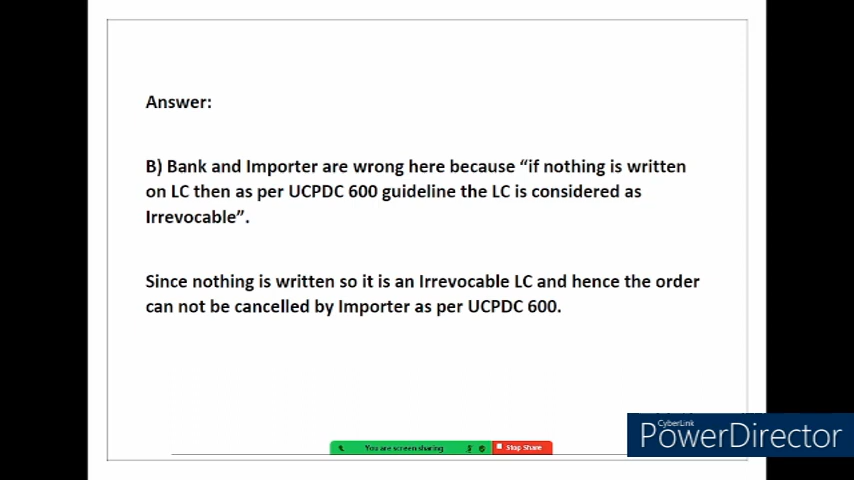 Answer:
B) Bank and Importer are wrong here because “if nothing is written
on LC then as per UCPDC 600 guideline the LC is considered as
Irrevocable”.
Since nothing is written so it is an Irrevocable LC and hence the order
can not be cancelled by Importer as per UCPDC 600.
You are screen sharing
Stop Share
CyberLink
PowerDirector